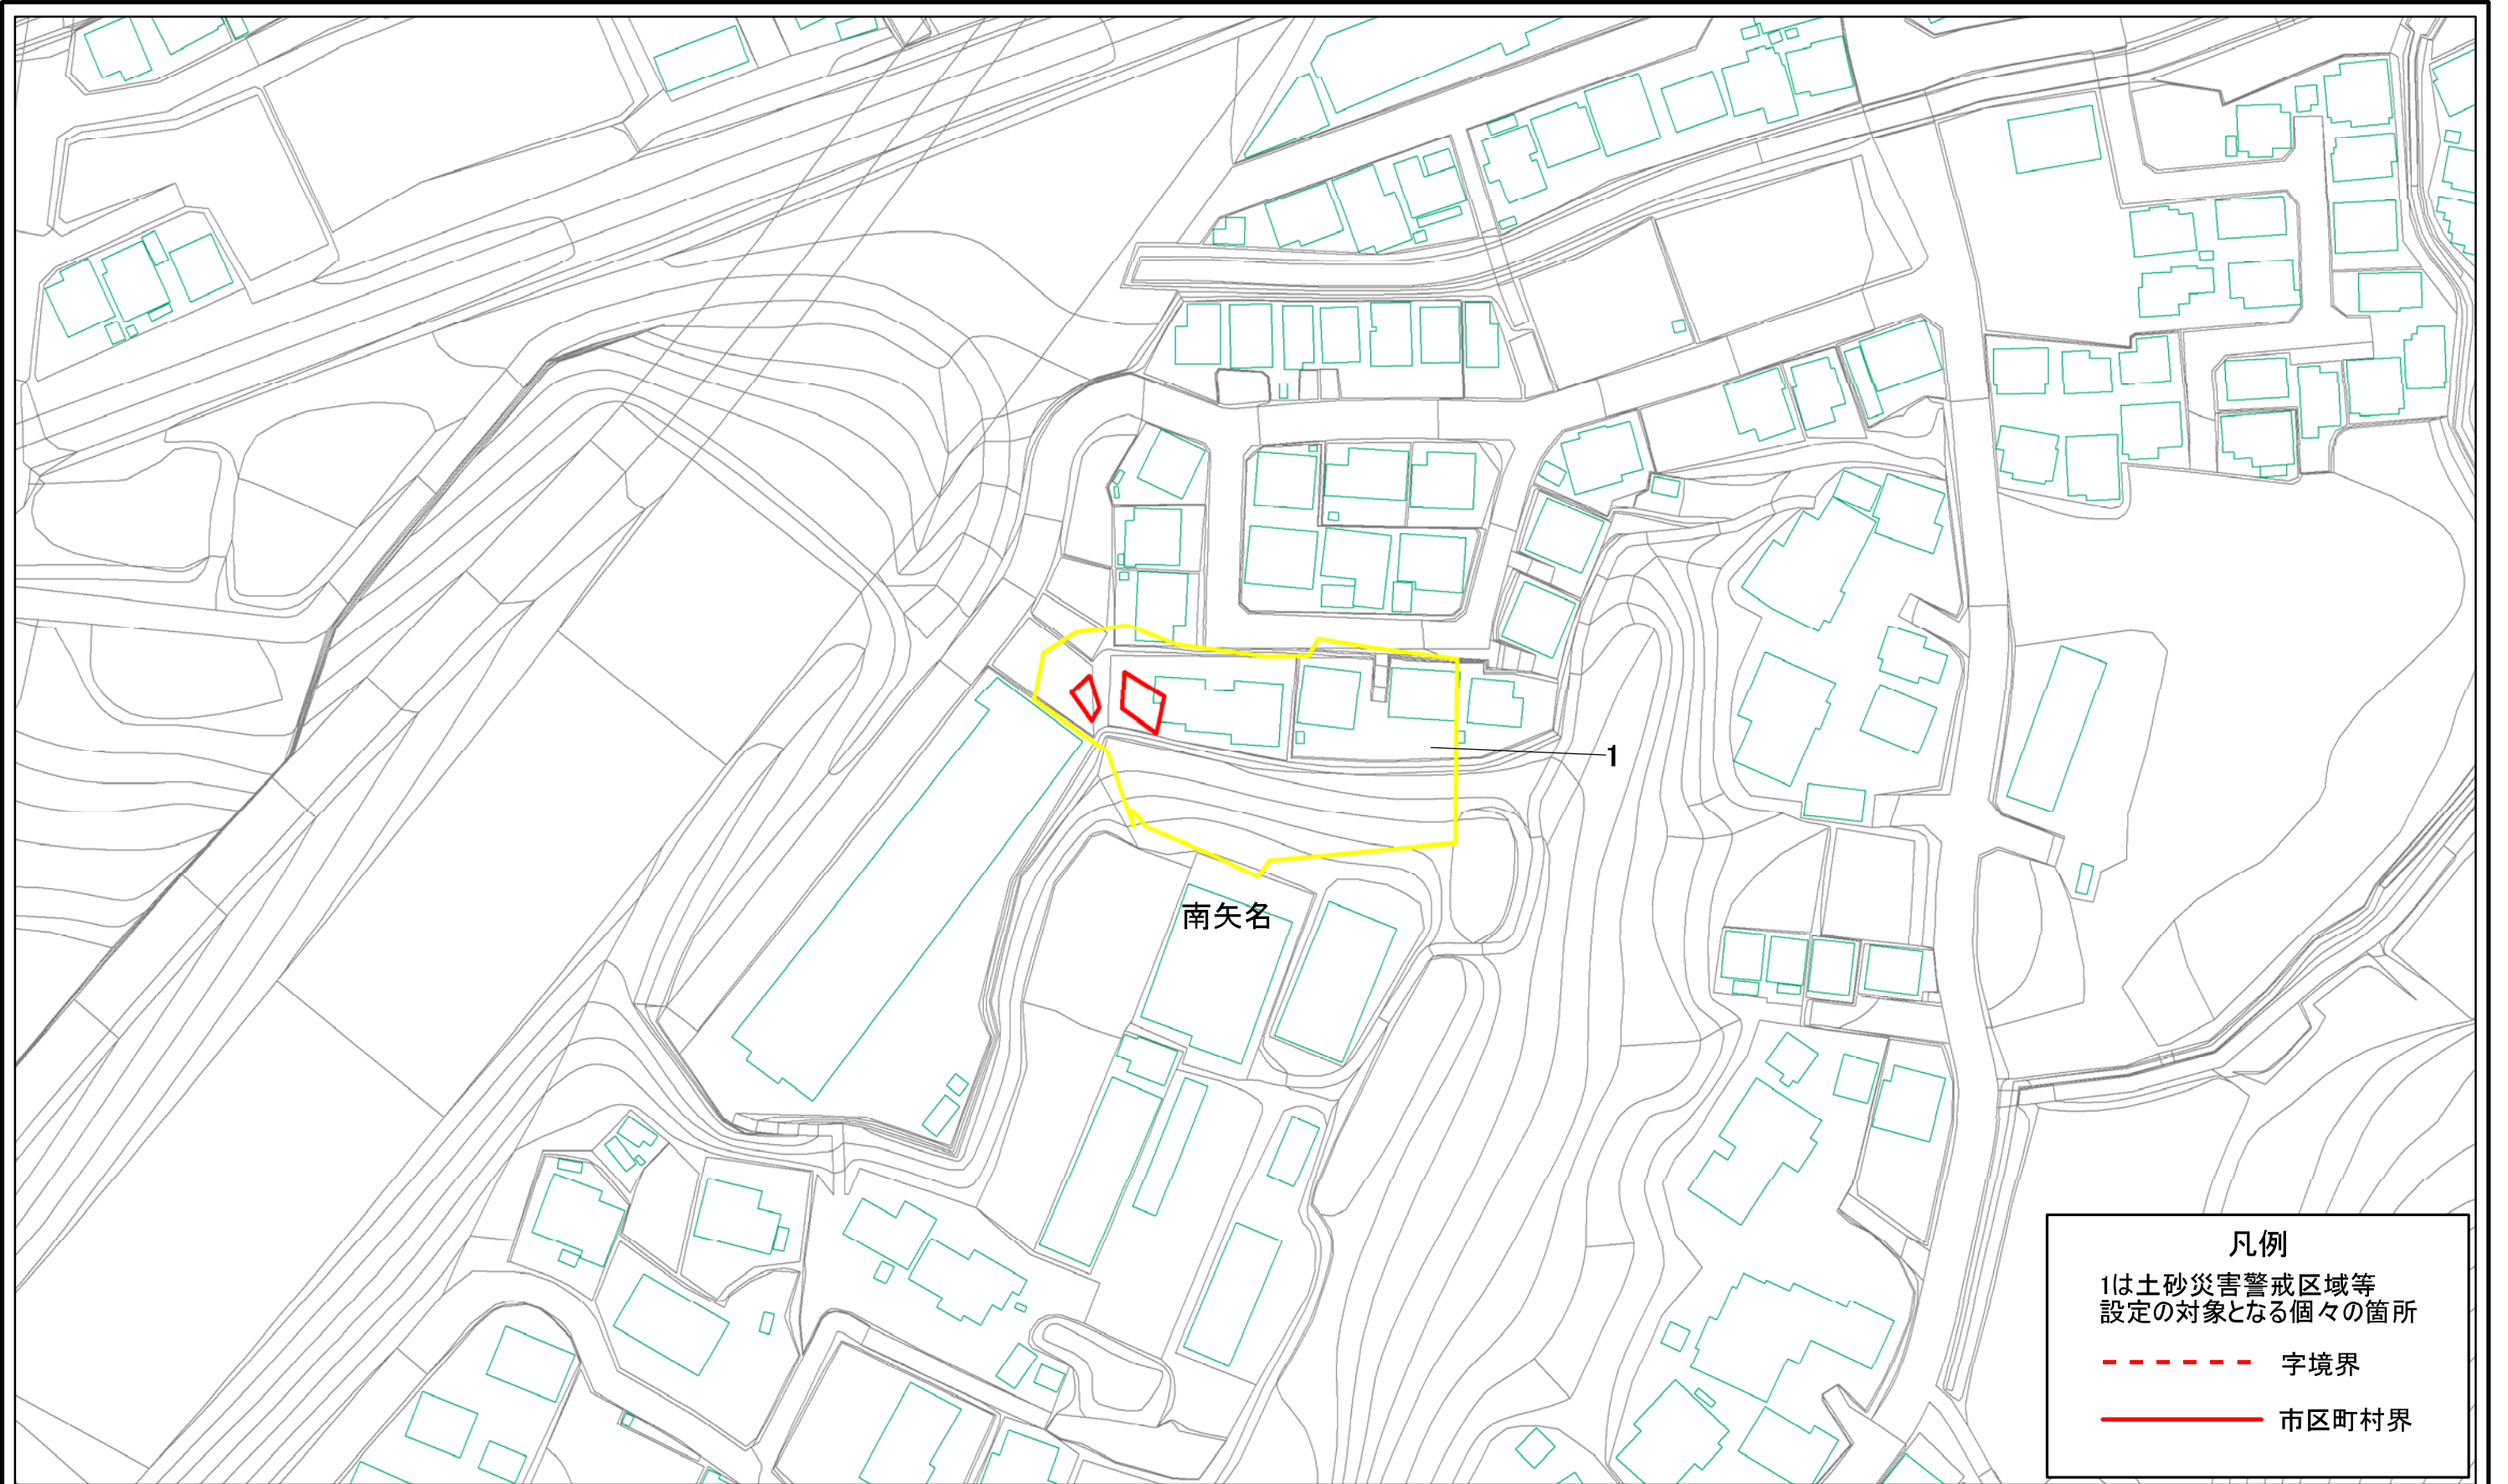 1
南矢名
凡例
1は土砂災害警戒区域等
設定の対象となる個々の箇所
字境界
市区町村界